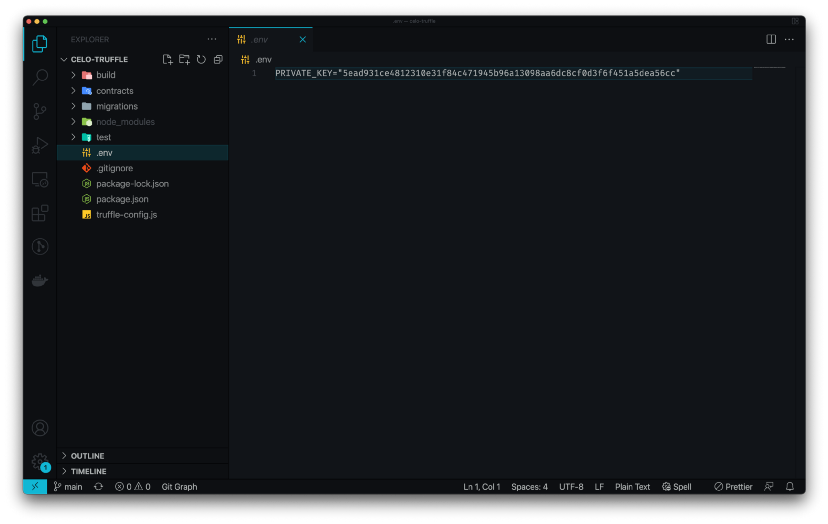 .env — celo-truffle
EXPLORER
.env
CELO-TRUFFLE
.env
build
1 PRIVATE_KEY="5ead931ce4812310e31f84c471945b96a13098aa6dc8cf0d3f6f451a5dea56cc"
contracts
migrations
node_modules
test
.env
.gitignore
package-lock.json
package.json
truffle-config.js
OUTLINE
TIMELINE
1
main
0 0
Git Graph
Ln 1, Col 1
Spaces: 4
UTF-8
LF
Plain Text
Spell
Prettier